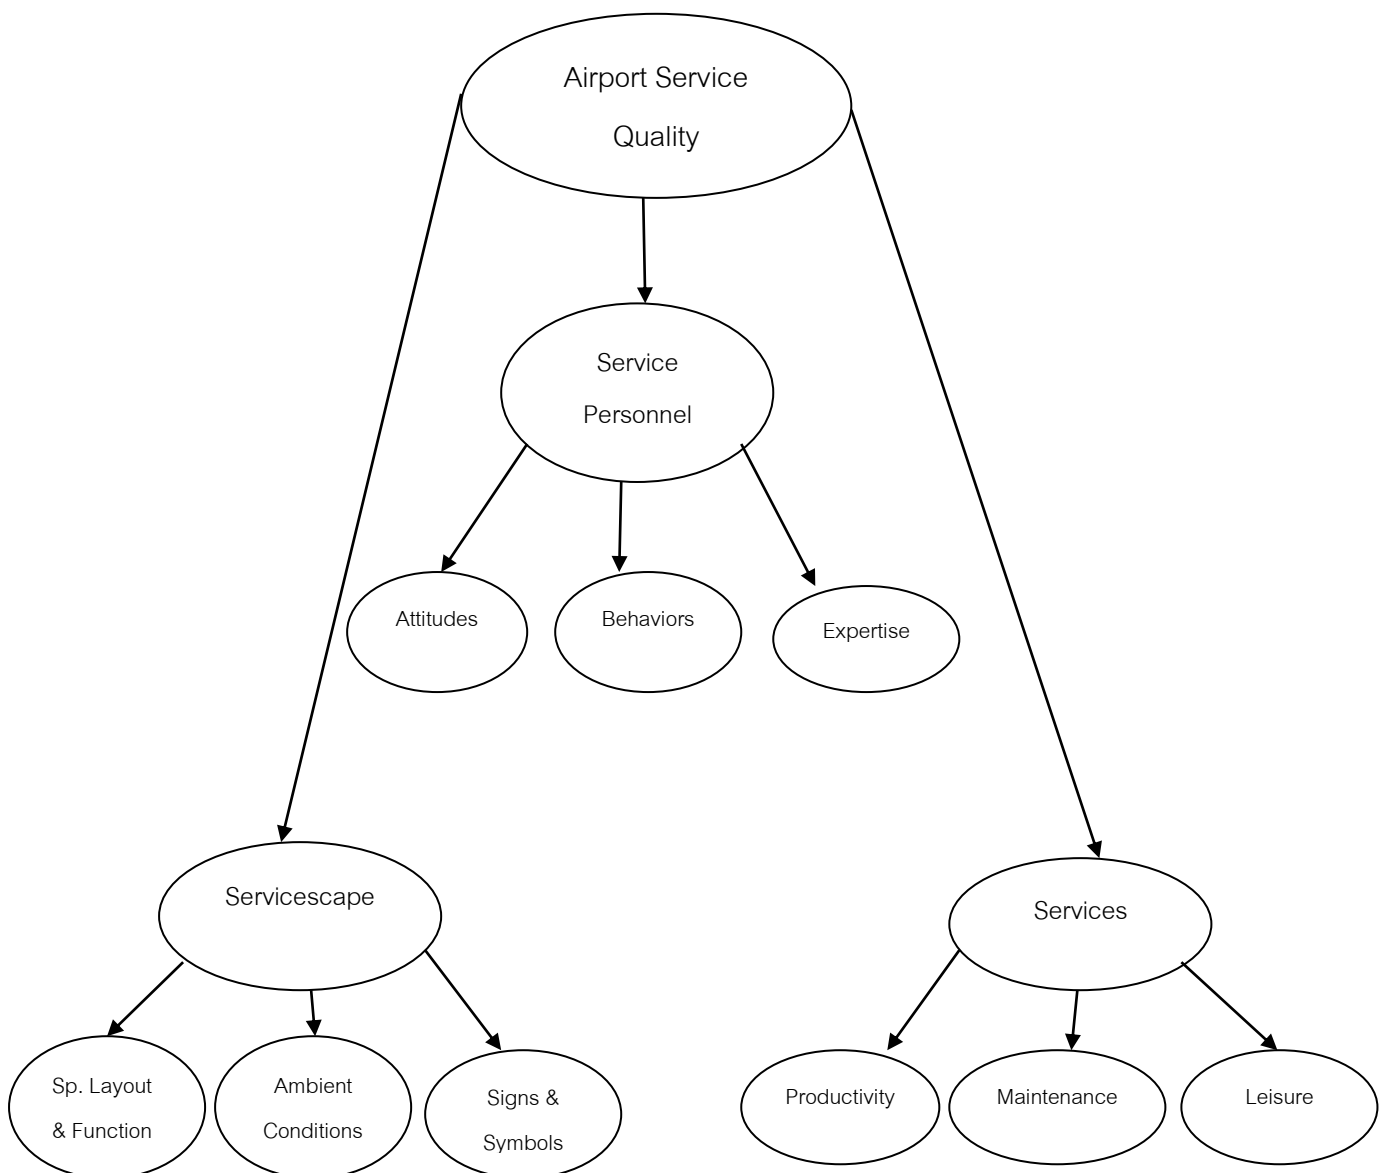 Airport Service
Quality
Service
Personnel
Attitudes
Behaviors
Expertise
Servicescape
Services
Sp. Layout
& Function
Ambient
Conditions
Signs &
Symbols
Productivity
Maintenance
Leisure